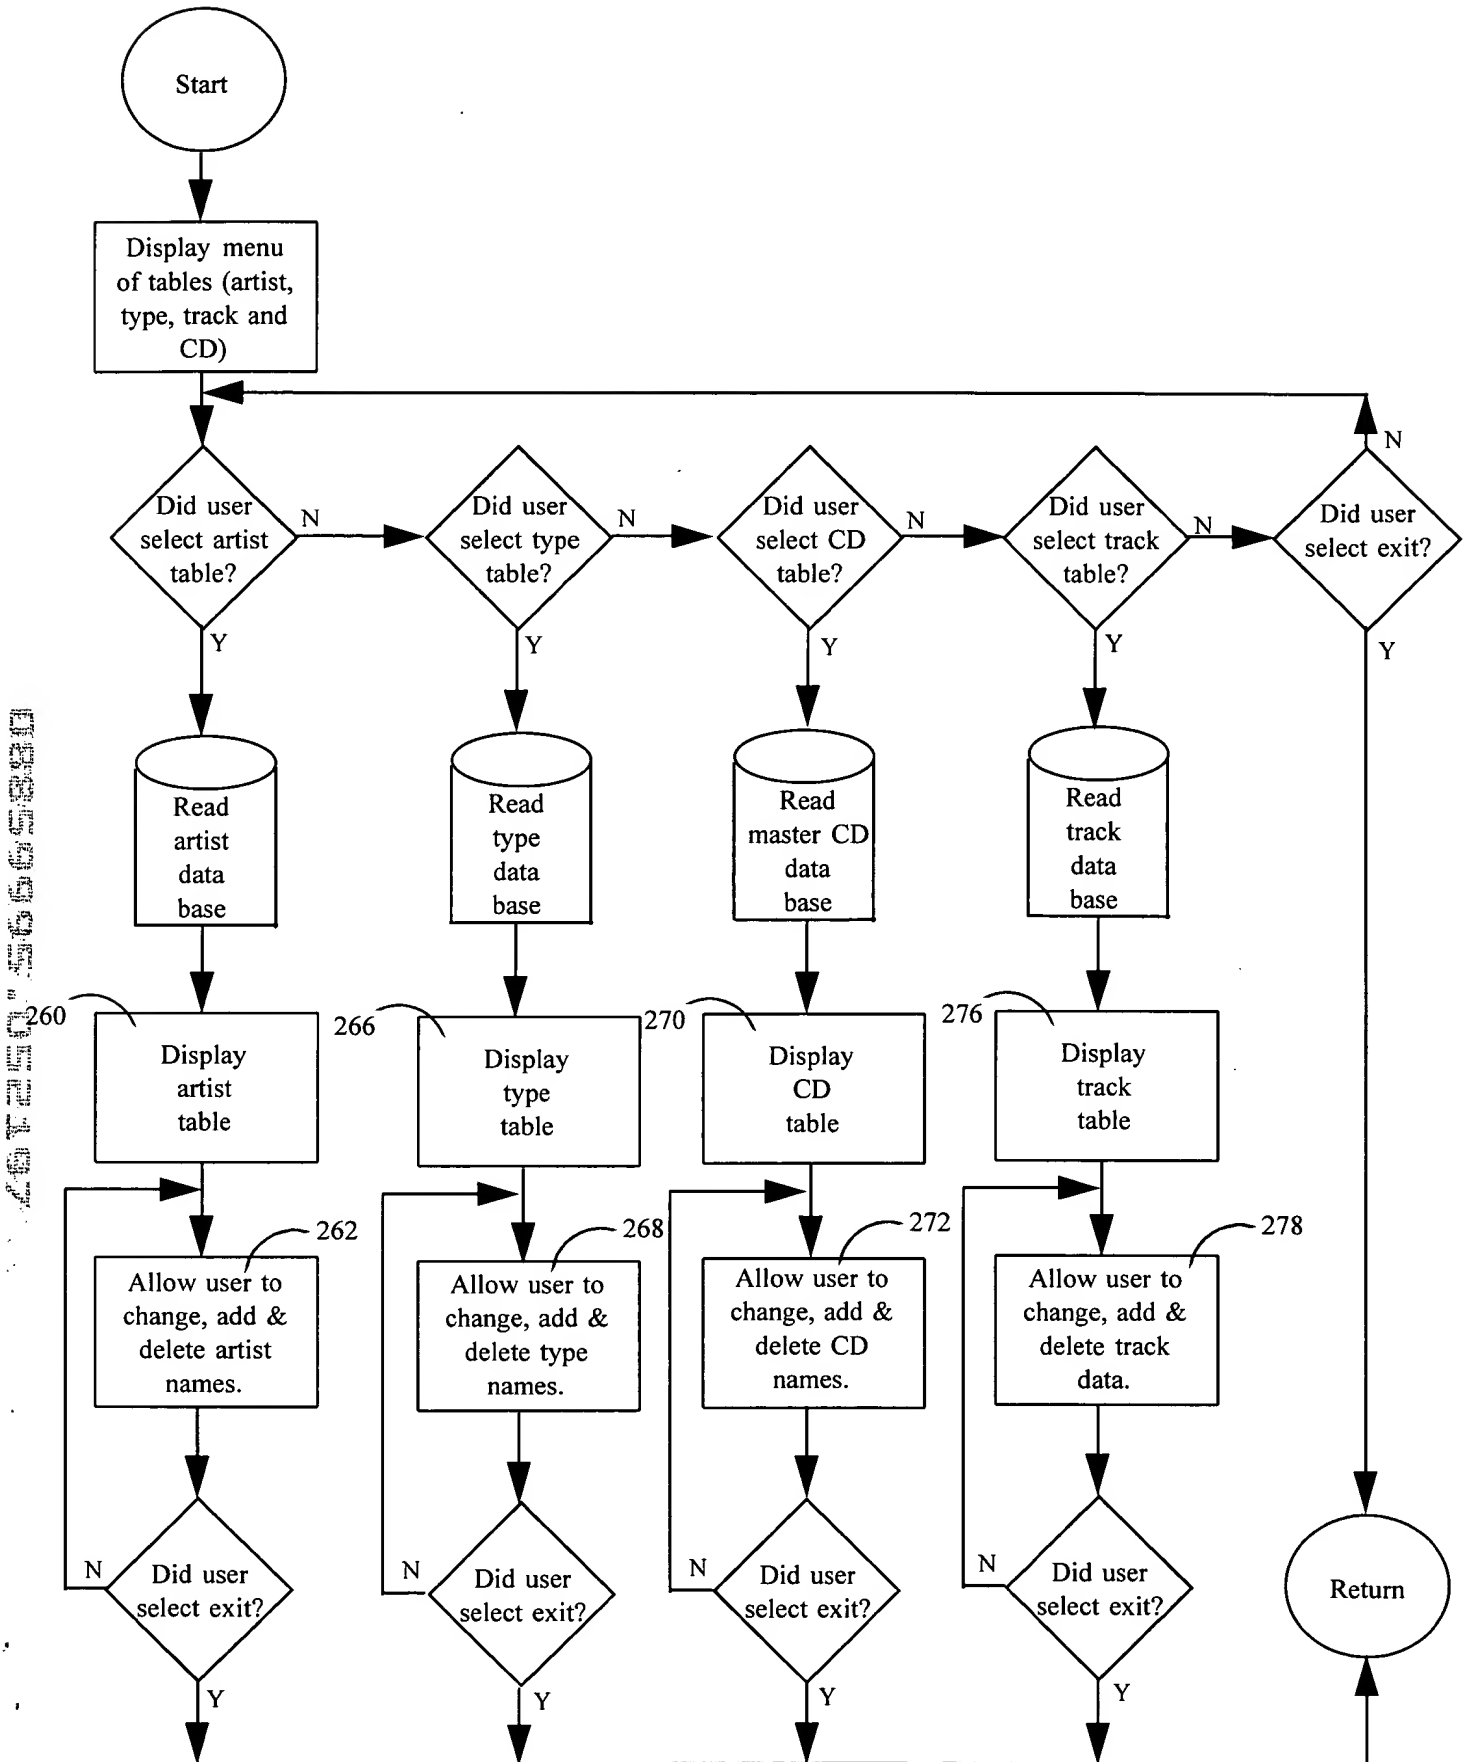 Start
Display menu
of tables (artist,
type, track and
CD)
N
Did user
select artist
table?
N
Did user
select type
table?
N
Did user
select CD
table?
N
Did user
select track
table?
N
Did user
select exit?
Y
Y
Y
Y
Y
Read
artist
data
base
Read
type
data
base
Read
master CD
data
base
Read
track
data
base
260
Display
artist
table
266
Display
type
table
270
Display
CD
table
276
Display
track
table
262
Allow user to
change, add &
delete artist
names.
268
Allow user to
change, add &
delete type
names.
272
Allow user to
change, add &
delete CD
names.
278
Allow user to
change, add &
delete track
data.
N
Did user
select exit?
Y
N
Did user
select exit?
Y
N
Did user
select exit?
Y
N
Did user
select exit?
Y
Return